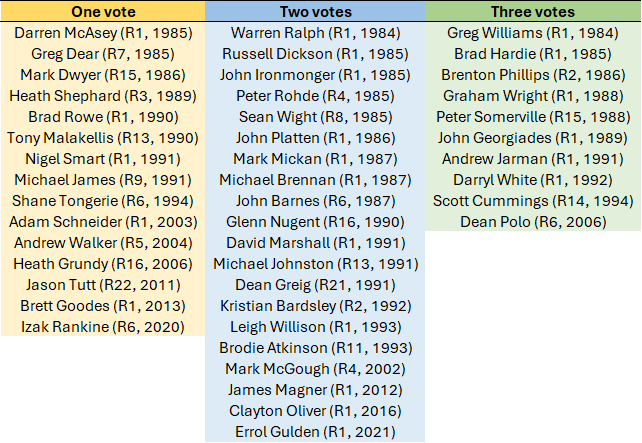 One vote Two votes Three votes
Darren McAsey (R1, 1985) Warren Ralph (R1, 1984) Greg Williams (R1, 1984)
Greg Dear (R7, 1985) Russell Dickson (R1, 1985) Brad Hardie (R1, 1985)
Mark Dwyer (R15, 1986) John Ironmonger (R1, 1985) Brenton Phillips (R2, 1986)
Heath Shephard (R3, 1989) Peter Rohde (R4, 1985) Graham Wright (R1, 1988)
Brad Rowe (R1, 1990) Sean Wight (R8, 1985) Peter Somerville (R15, 1988)
Tony Malakellis (R13, 1990) John Platten (R1, 1986) John Georgiades (R1, 1989)
Nigel Smart (R1, 1991) Mark Mickan (R1, 1987) Andrew Jarman (R1, 1991)
Michael James (R9, 1991) Michael Brennan (R1, 1987) Darryl White (R1, 1992)
Shane Tongerie (R6, 1994) John Barnes (R6, 1987) Scott Cummings (R14, 1994)
Adam Schneider (R1, 2003) Glenn Nugent (R16, 1990) Dean Polo (R6, 2006)
Andrew Walker (R5, 2004) David Marshall (R1, 1991)
Heath Grundy (R16, 2006) Michael Johnston (R13, 1991)
Jason Tutt (R22, 2011) Dean Greig (R21, 1991)
Brett Goodes (R1, 2013) Kristian Bardsley (R2, 1992)
Izak Rankine (R6, 2020) Leigh Willison (R1, 1993)
Brodie Atkinson (R11, 1993)
Mark McGough (R4, 2002)
James Magner (R1, 2012)
Clayton Oliver (R1, 2016)
Errol Gulden (R1, 2021)